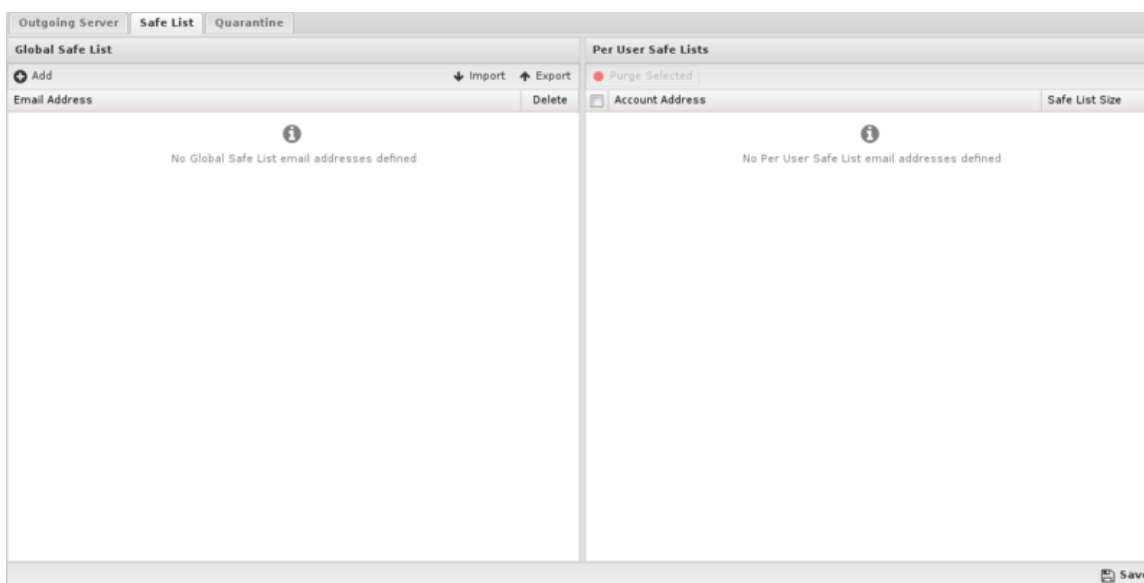 Outgoing Server Safe List Quarantine
Global Safe List
Add Import Export
Email Address Delete
No Global Safe List email addresses defined
Per User Safe Lists
Purge Selected
Account Address Safe List Size
No Per User Safe List email addresses defined
Save